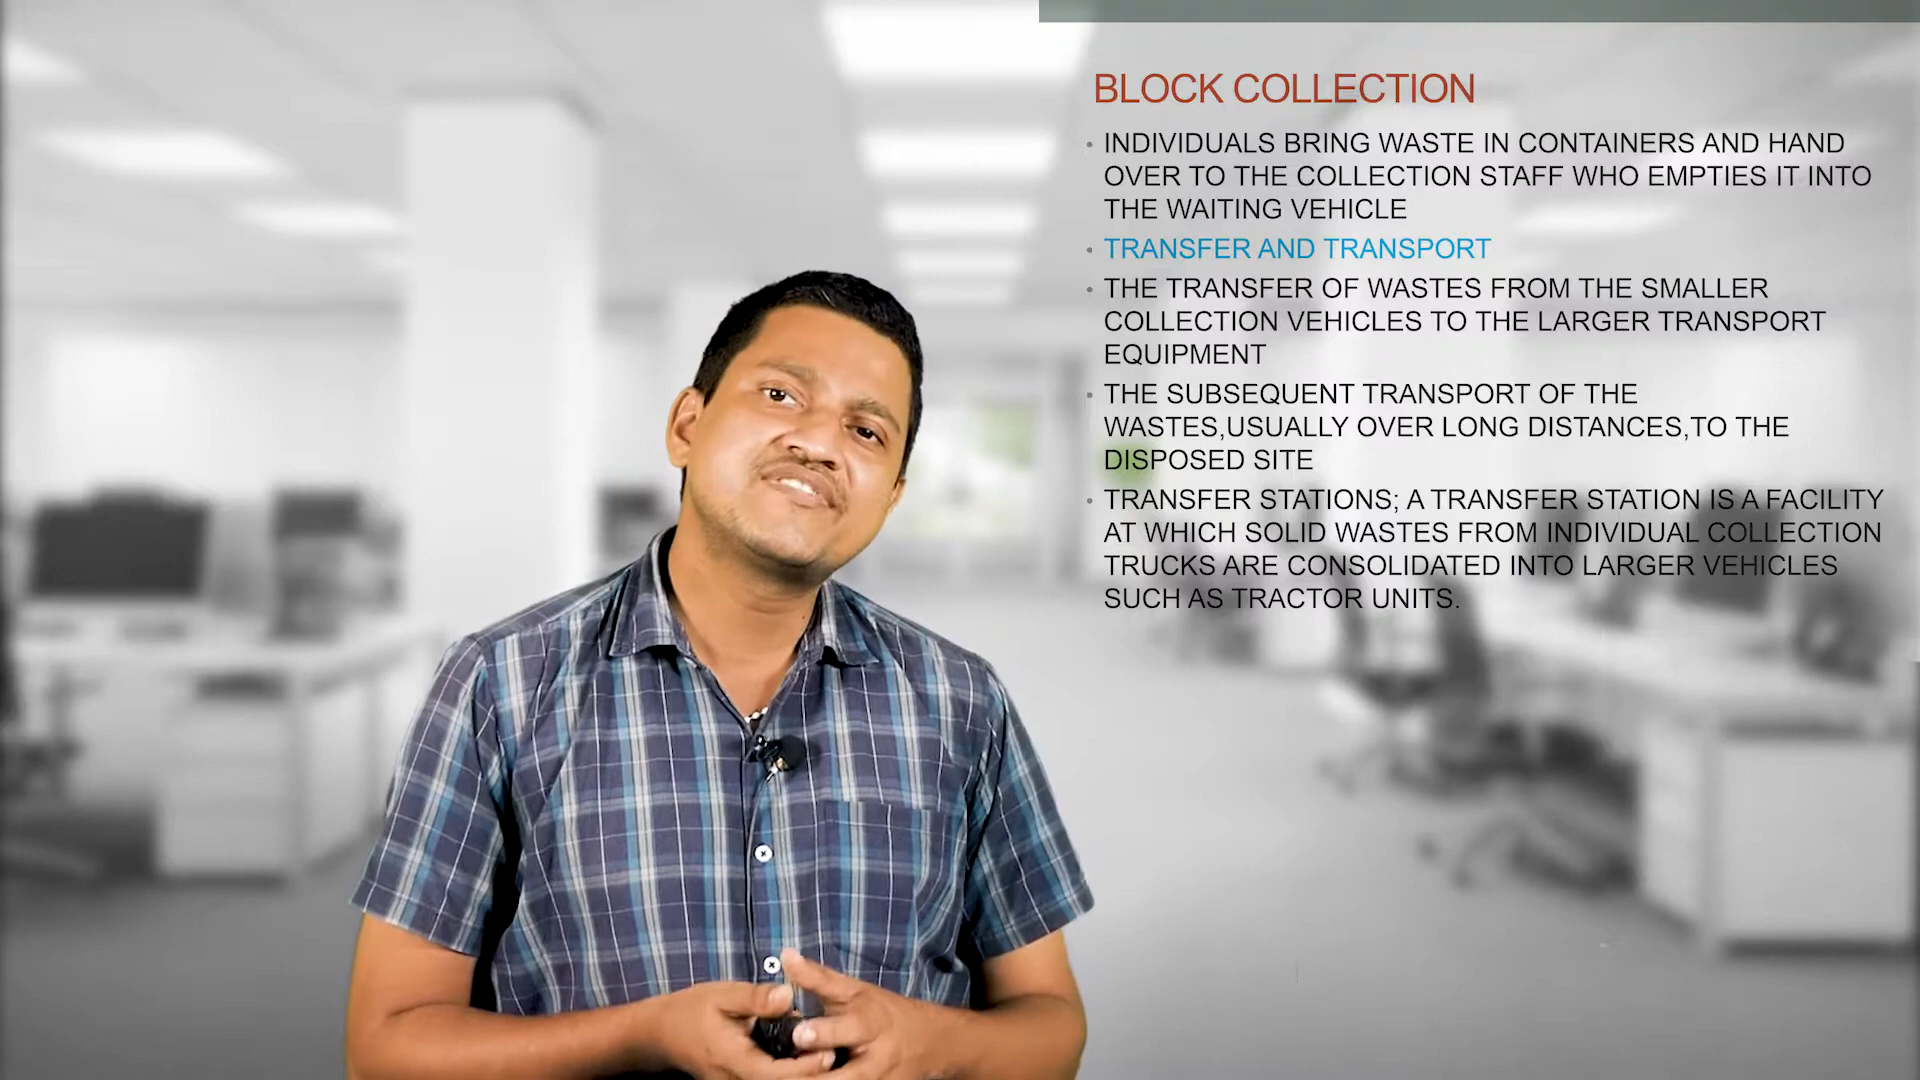 BLOCK COLLECTION
• INDIVIDUALS BRING WASTE IN CONTAINERS AND HAND
OVER TO THE COLLECTION STAFF WHO EMPTIES IT INTO
THE WAITING VEHICLE
• TRANSFER AND TRANSPORT
• THE TRANSFER OF WASTES FROM THE SMALLER
COLLECTION VEHICLES TO THE LARGER TRANSPORT
EQUIPMENT
• THE SUBSEQUENT TRANSPORT OF THE
WASTES,USUALLY OVER LONG DISTANCES,TO THE
DISPOSED SITE
• TRANSFER STATIONS; A TRANSFER STATION IS A FACILITY
AT WHICH SOLID WASTES FROM INDIVIDUAL COLLECTION
TRUCKS ARE CONSOLIDATED INTO LARGER VEHICLES
SUCH AS TRACTOR UNITS.